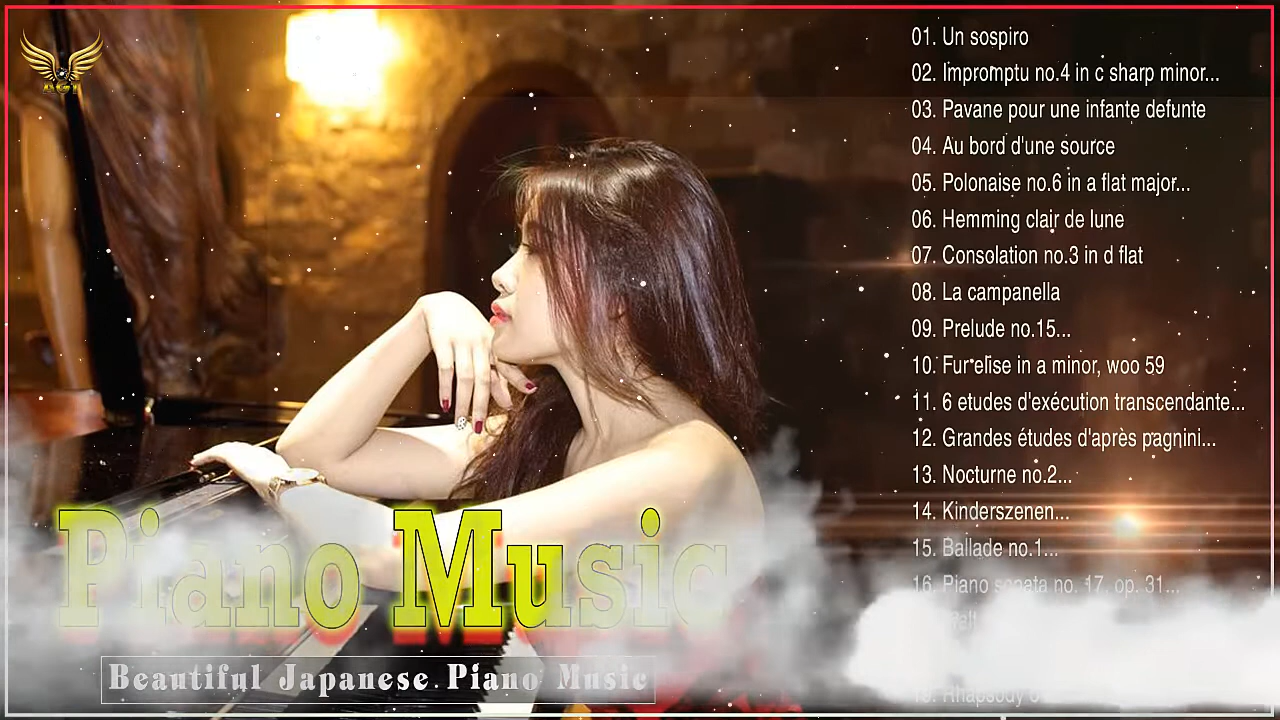 AGT
01. Un sospiro
02. Impromptu no.4 in c sharp minor...
03. Pavane pour une infante defunte
04. Au bord d'une source
05. Polonaise no.6 in a flat major...
06. Hemming clair de lune
07. Consolation no.3 in d flat
08. La campanella
09. Prelude no.15...
10. Fur elise in a minor, woo 59
11. 6 etudes d'exécution transcendante...
12. Grandes études d'après pagnini...
13. Nocturne no.2...
14. Kinderszenen...
15. Ballade no.1...
16. Piano sonata no. 17, op. 31...
Rhapsody
Piano Music
Beautiful Japanese Piano Music